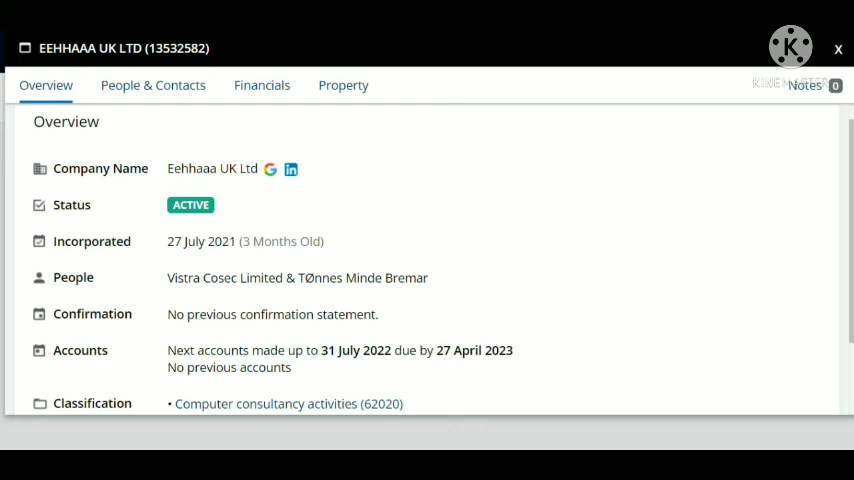 EEHHAAA UK LTD (13532582)
X
K
KINEMASTER
Overview
People & Contacts
Financials
Property
Notes 0
Overview
Company Name Eehhaaa UK Ltd G in
Status ACTIVE
Incorporated 27 July 2021 (3 Months Old)
People Vistra Cosec Limited & TØnnes Minde Bremar
Confirmation No previous confirmation statement.
Accounts Next accounts made up to 31 July 2022 due by 27 April 2023
No previous accounts
Classification • Computer consultancy activities (62020)